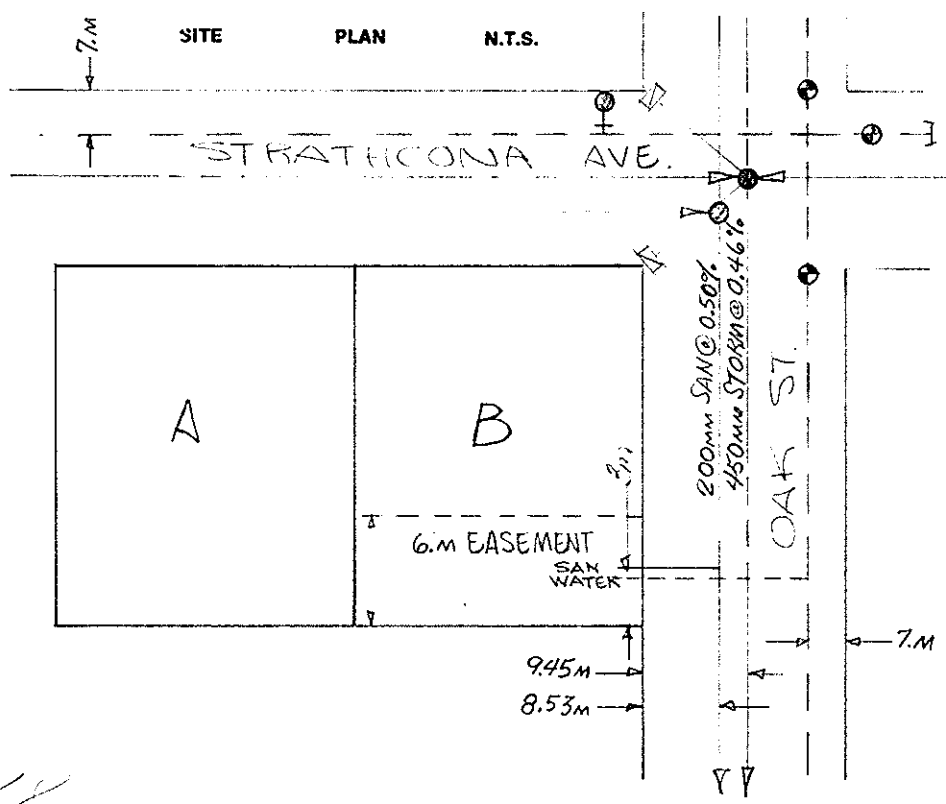 SITE PLAN N.T.S.
7.M
STRATHCONA AVE.
200MM SAN @ 0.50%
450MM STORM @ 0.46%
OAK ST.
A
B
3M
6.M EASEMENT
SAN
WATER
7.M
9.45M
8.53M